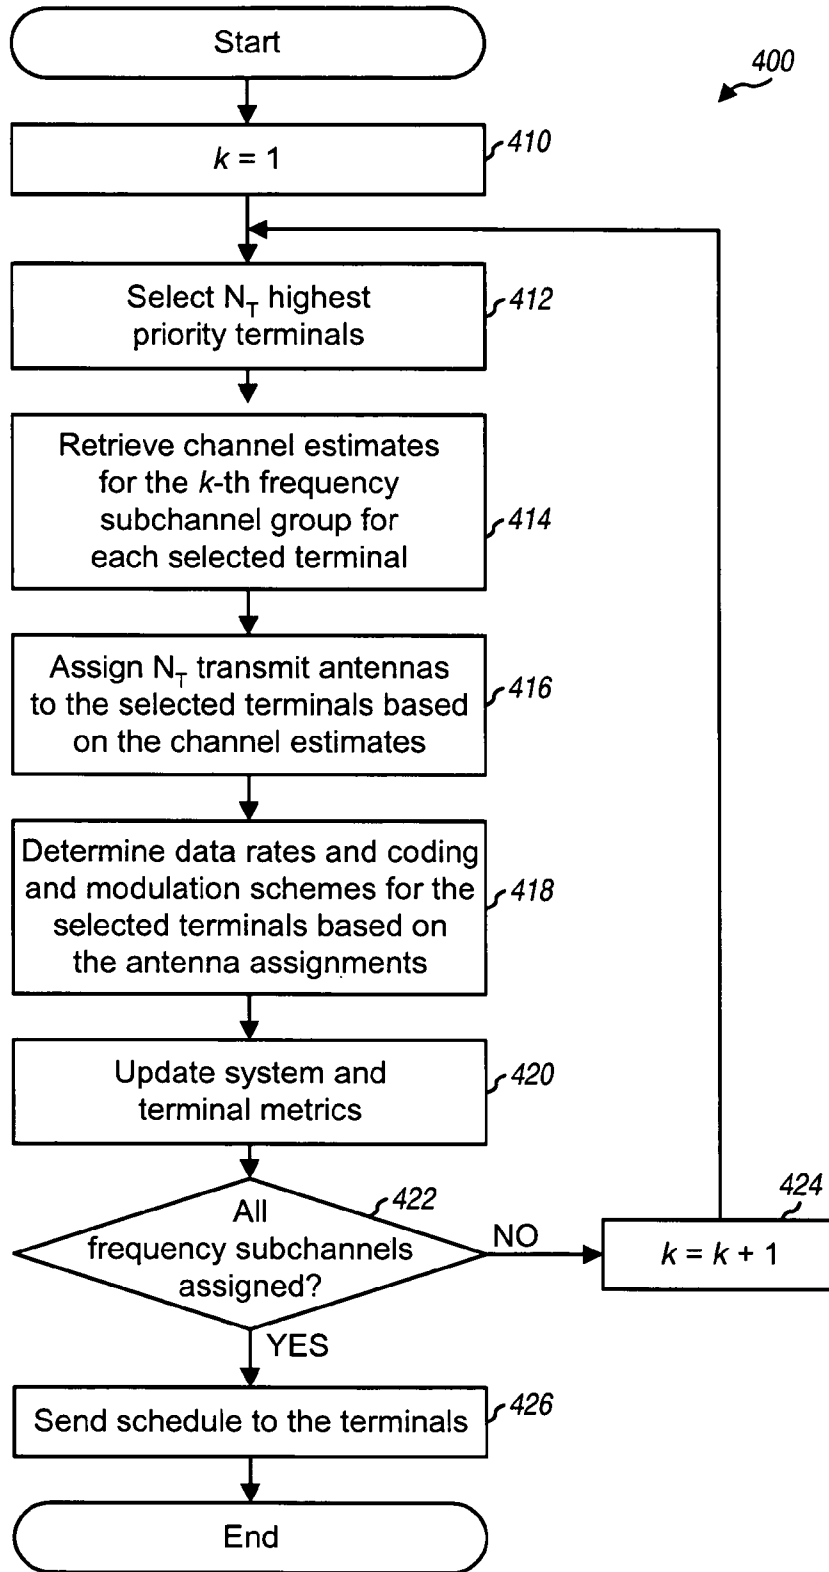 Start
400
k = 1
410
Select N_T highest
priority terminals
412
Retrieve channel estimates
for the k-th frequency
subchannel group for
each selected terminal
414
Assign N_T transmit antennas
to the selected terminals based
on the channel estimates
416
Determine data rates and coding
and modulation schemes for the
selected terminals based on
the antenna assignments
418
Update system and
terminal metrics
420
All
frequency subchannels
assigned?
422
NO
k = k + 1
424
YES
Send schedule to the terminals
426
End